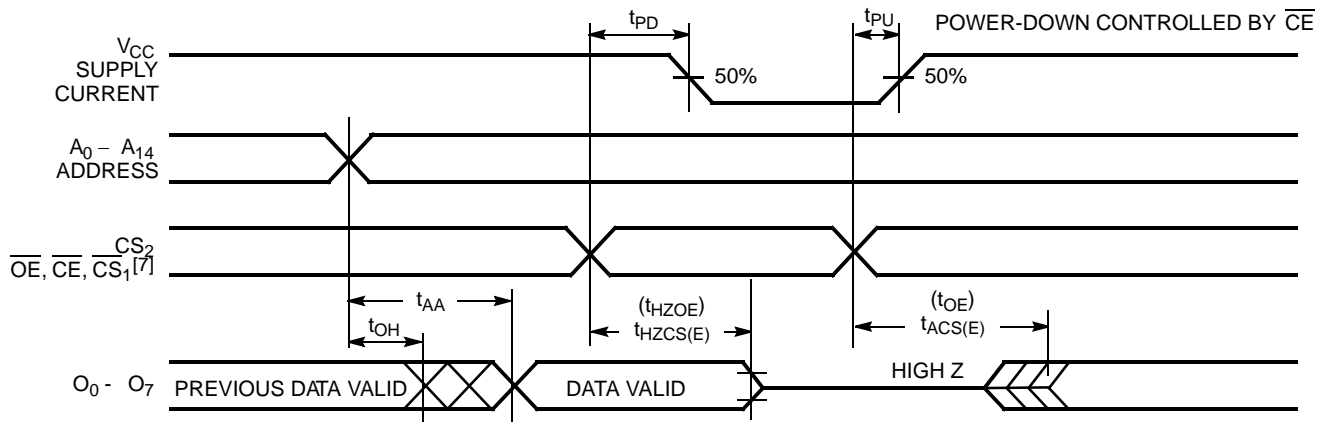 tPD
tPU
POWER-DOWN CONTROLLED BY CE
VCC
SUPPLY
CURRENT
50%
50%
A0 – A14
ADDRESS
CS2
OE, CE, CS1[7]
tAA
(tHZOE)
(tOE)
tOH
tHZCS(E)
tACS(E)
O0 - O7
PREVIOUS DATA VALID
DATA VALID
HIGH Z